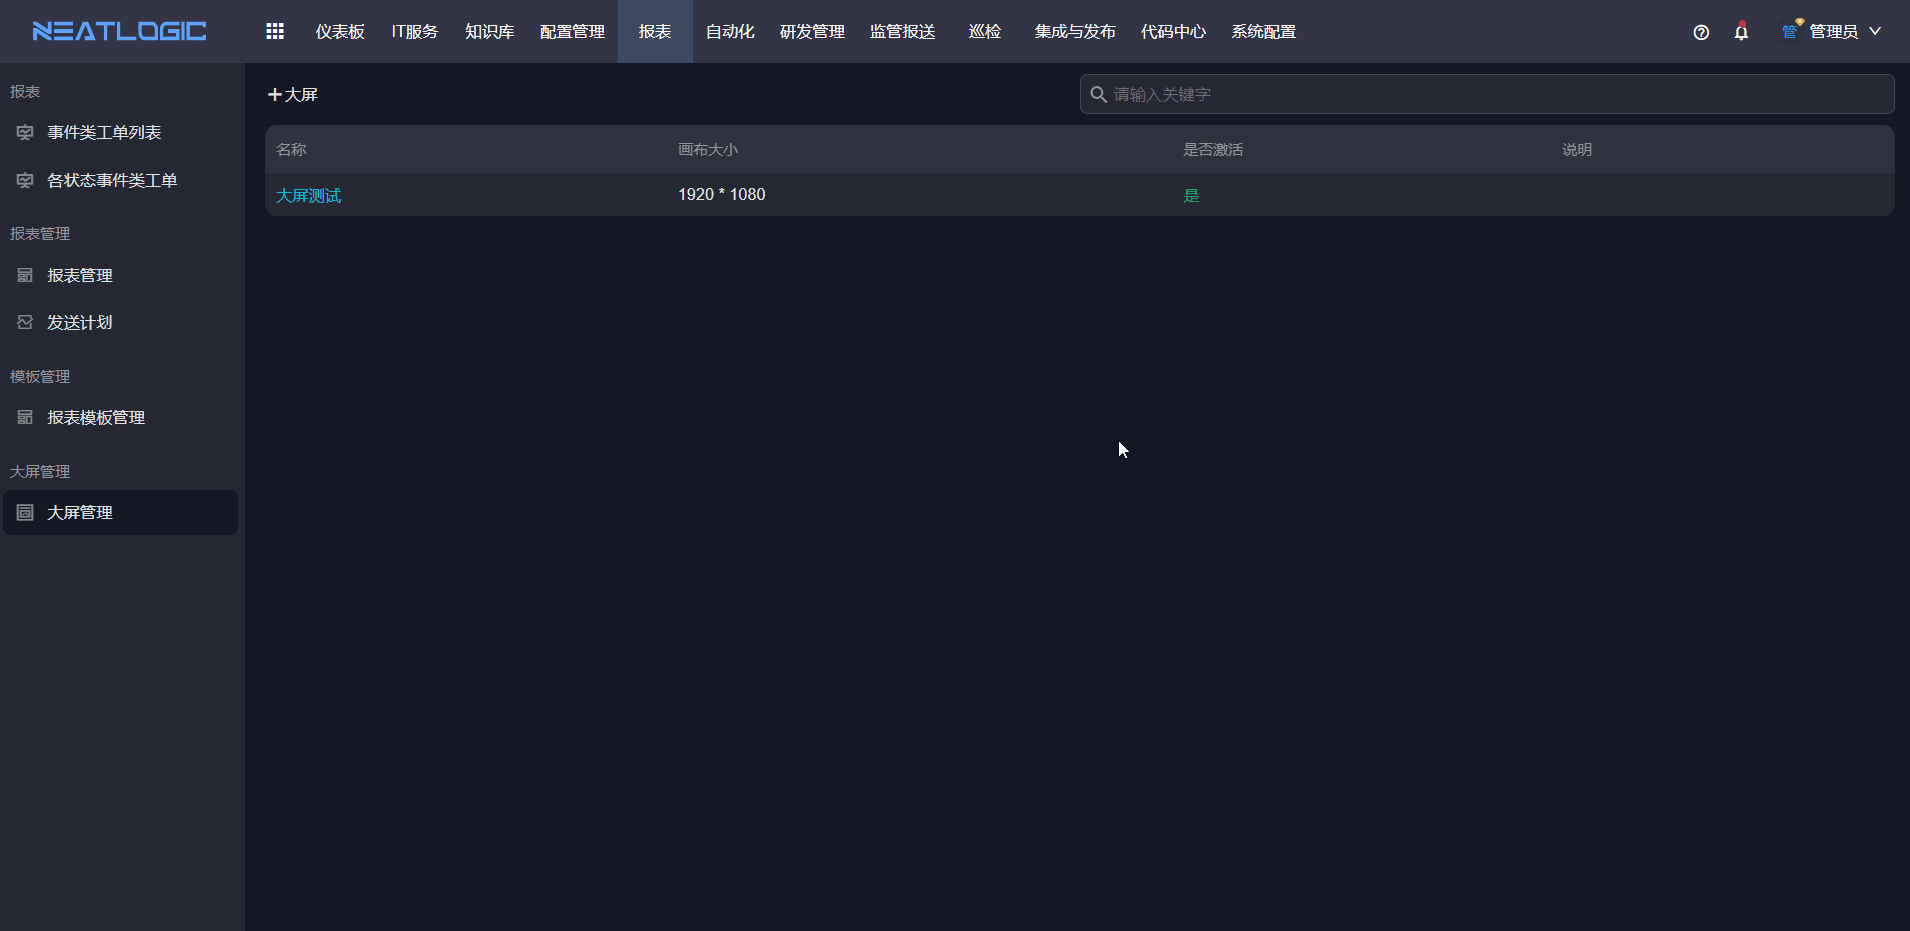 NEATLOGIC 仪表板 IT服务 知识库 配置管理 报表 自动化 研发管理 监管报送 巡检 集成与发布 代码中心 系统配置 管 管理员
报表
事件类工单列表
各状态事件类工单
报表管理
报表管理
发送计划
模板管理
报表模板管理
大屏管理
大屏管理
大屏 请输入关键字
名称 画布大小 是否激活 说明
大屏测试 1920 * 1080 是